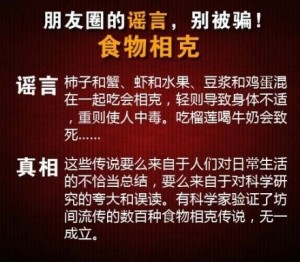 朋友圈的谣言，别被骗！
食物相克
谣言 柿子和蟹、虾和水果、豆浆和鸡蛋混
在一起吃会相克，轻则导致身体不适
，重则使人中毒。吃榴莲喝牛奶会致
死……
真相 这些传说要么来自于人们对日常生活
的不恰当总结，要么来自于对科学研
究的夸大和误读。有科学家验证了坊
间流传的数百种食物相克传说，无一
成立。